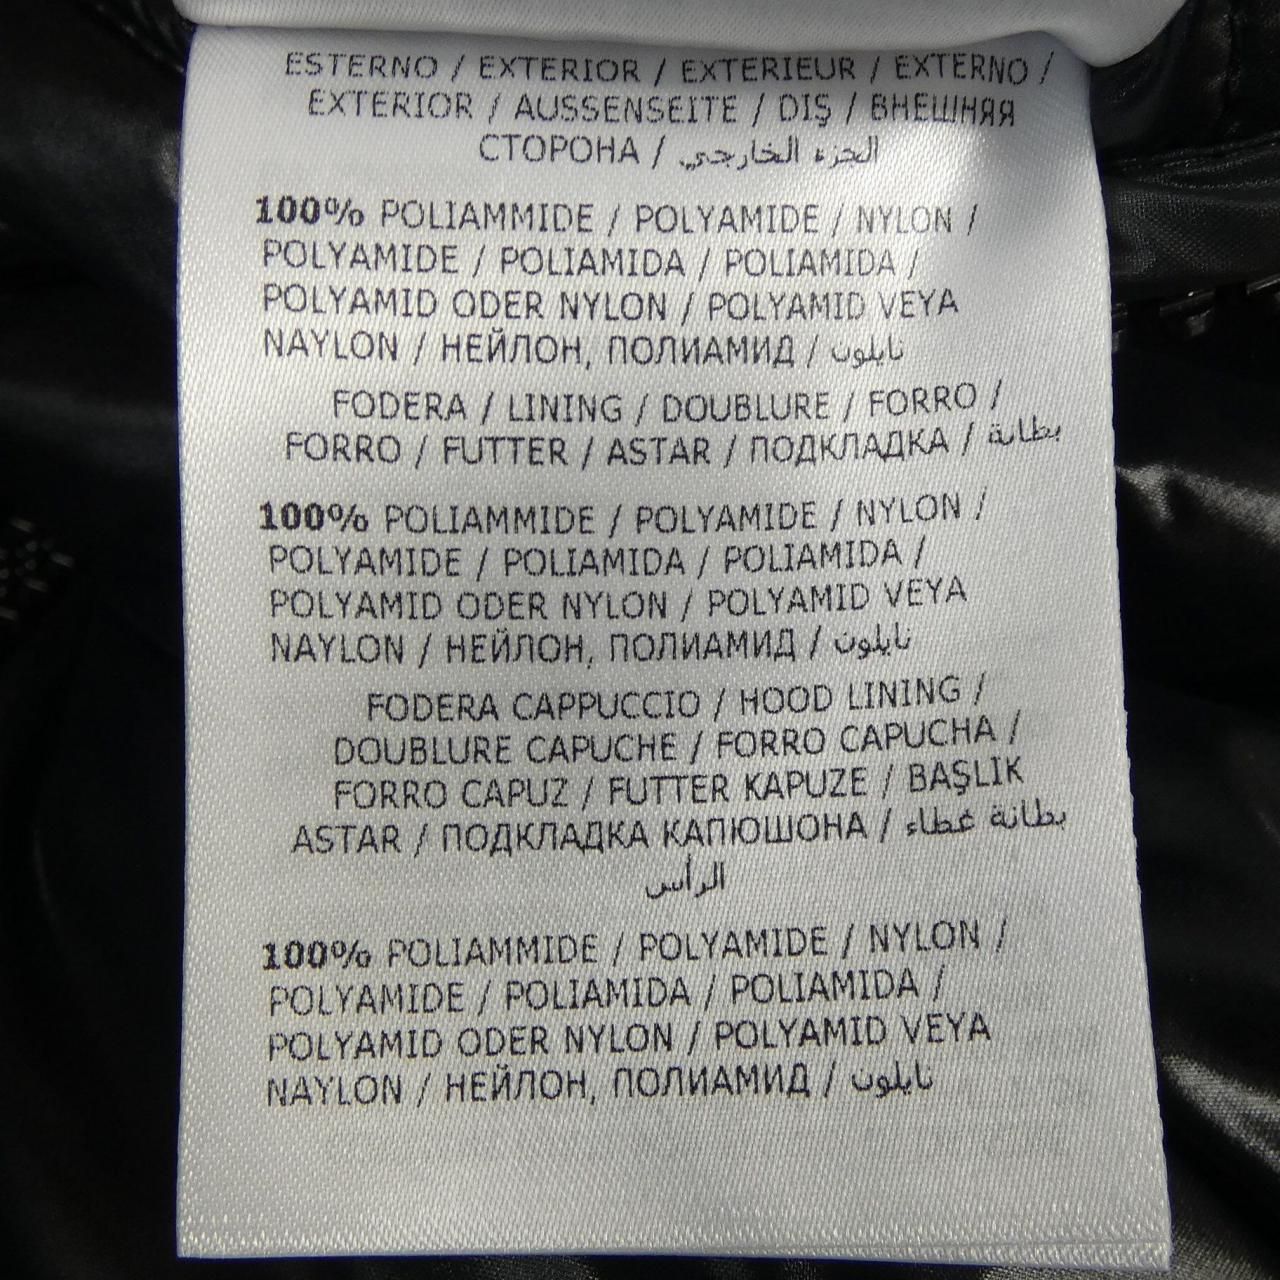 ESTERNO / EXTERIOR / EXTERIEUR / EXTERNO /
EXTERIOR / AUSSENSEITE / DIŞ / ВНЕШНЯЯ
СТОРОНА / الجزء الخارجي
100% POLIAMMIDE / POLYAMIDE / NYLON /
POLYAMIDE / POLIAMIDA / POLIAMIDA /
POLYAMID ODER NYLON / POLYAMID VEYA
NAYLON / НЕЙЛОН, ПОЛИАМИД / نايلون
FODERA / LINING / DOUBLURE / FORRO /
FORRO / FUTTER / ASTAR / ПОДКЛАДКА / بطانة
100% POLIAMMIDE / POLYAMIDE / NYLON /
POLYAMIDE / POLIAMIDA / POLIAMIDA /
POLYAMID ODER NYLON / POLYAMID VEYA
NAYLON / НЕЙЛОН, ПОЛИАМИД / نايلون
FODERA CAPPUCCIO / HOOD LINING /
DOUBLURE CAPUCHE / FORRO CAPUCHA /
FORRO CAPUZ / FUTTER KAPUZE / BAŞLIK
ASTAR / ПОДКЛАДКА КАПЮШОНА / بطانة غطاء
الرأس
100% POLIAMMIDE / POLYAMIDE / NYLON /
POLYAMIDE / POLIAMIDA / POLIAMIDA /
POLYAMID ODER NYLON / POLYAMID VEYA
NAYLON / НЕЙЛОН, ПОЛИАМИД / نايلون